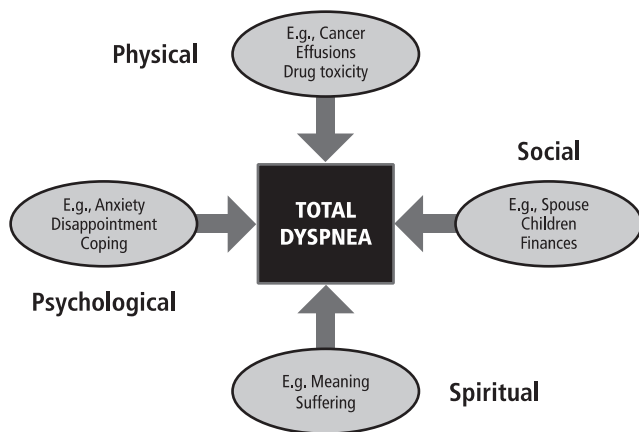 Physical
E.g., Cancer
Effusions
Drug toxicity
Social
E.g., Anxiety
Disappointment
Coping
TOTAL
DYSPNEA
E.g., Spouse
Children
Finances
Psychological
E.g. Meaning
Suffering
Spiritual